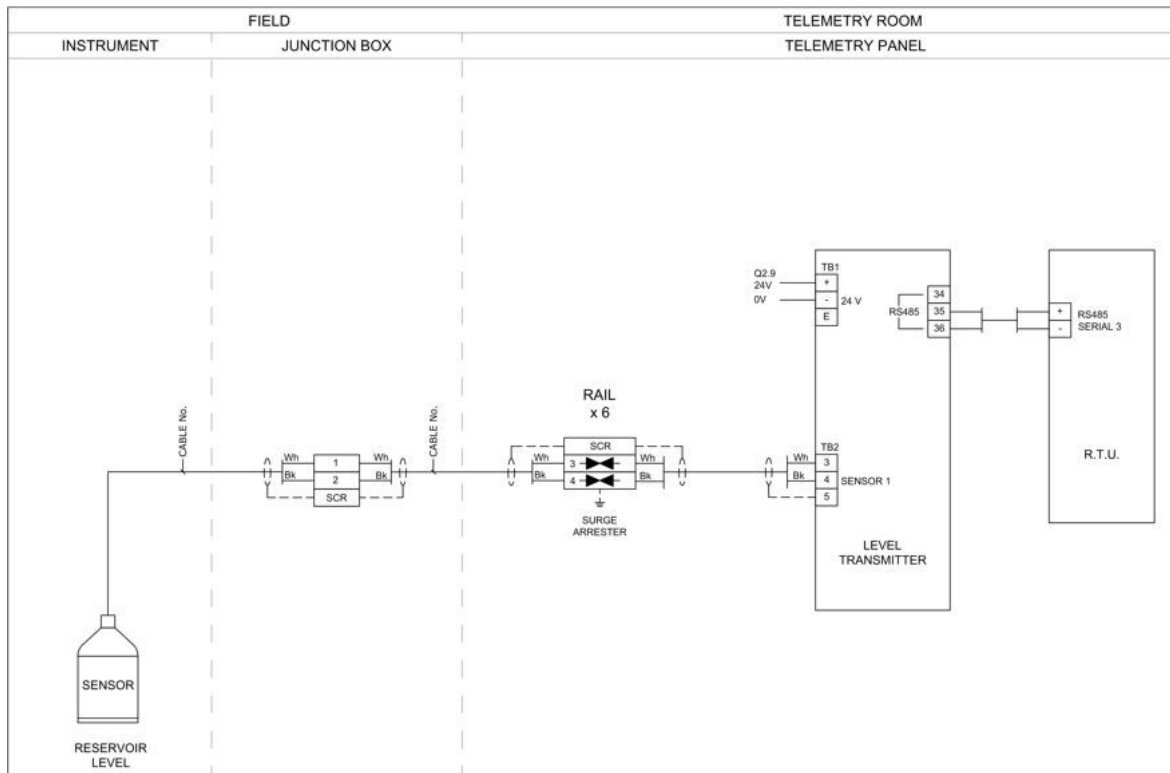 FIELD
TELEMETRY ROOM
INSTRUMENT
JUNCTION BOX
TELEMETRY PANEL
TB1
Q2.9
24V
+
0V
-
24 V
E
RS485
34
35
36
+
-
RS485
SERIAL 3
RAIL
x 6
CABLE No.
CABLE No.
SCR
Wh
1
Wh
Bk
2
Bk
SCR
Wh
3
Wh
Bk
4
Bk
SURGE
ARRESTER
TB2
Wh
3
Bk
4
SENSOR 1
5
LEVEL
TRANSMITTER
R.T.U.
SENSOR
RESERVOIR
LEVEL